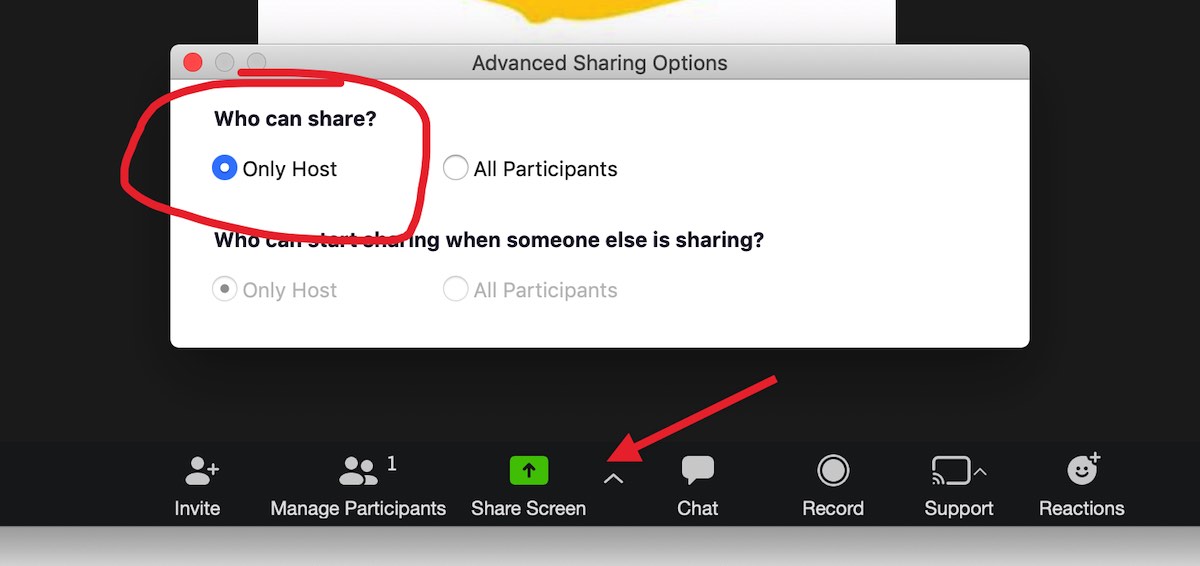 Advanced Sharing Options
Who can share?
Only Host All Participants
Who can start sharing when someone else is sharing?
Only Host All Participants
1
Invite Manage Participants Share Screen Chat Record Support Reactions